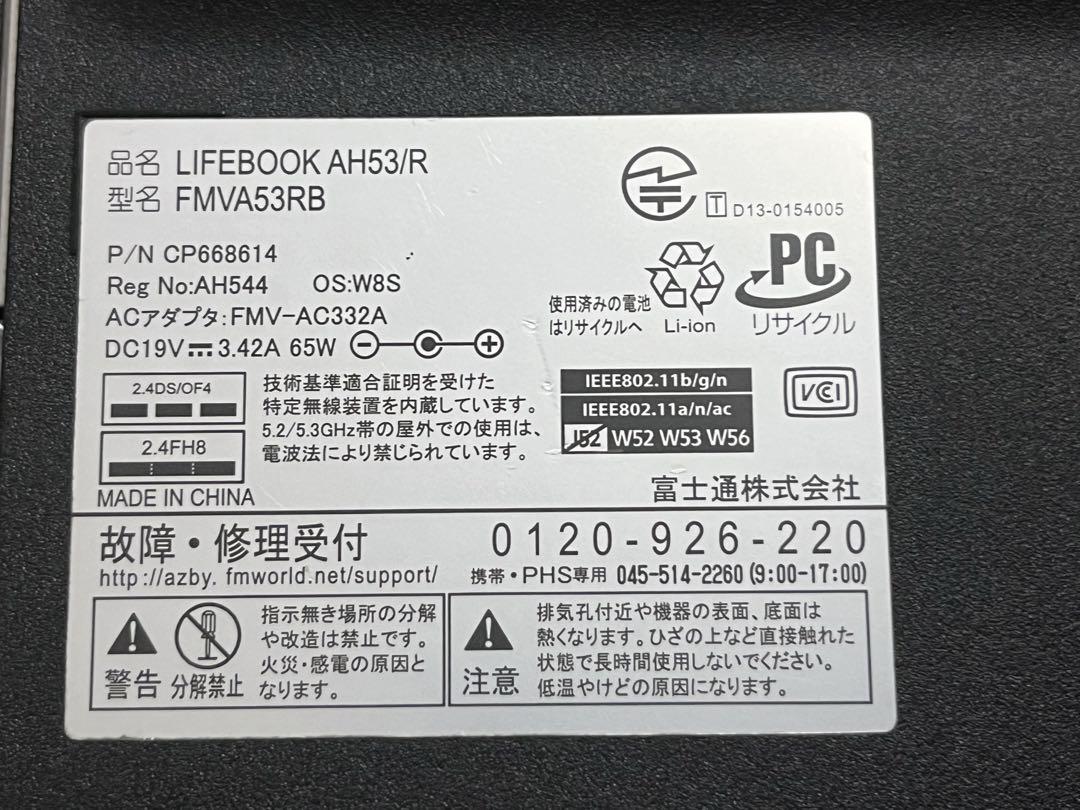 品名 LIFEBOOK AH53/R
型名 FMVA53RB
T D13-0154005
P/N CP668614
Reg No:AH544 OS:W8S
ACアダプタ:FMV-AC332A
DC19V 3.42A 65W
使用済みの電池
はリサイクルへ
Li-ion
PC
リサイクル
2.4DS/OF4
2.4FH8
MADE IN CHINA
技術基準適合証明を受けた
特定無線装置を内蔵しています。
5.2/5.3GHz帯の屋外での使用は、
電波法により禁じられています。
IEEE802.11b/g/n
IEEE802.11a/n/ac
J52 W52 W53 W56
VCI
富士通株式会社
故障・修理受付 0120-926-220
http://azby.fmworld.net/support/ 携帯・PHS専用 045-514-2260 (9:00-17:00)
警告
分解禁止
指示無き場所の分解
や改造は禁止です。
火災・感電の原因と
なります。
注意
排気孔付近や機器の表面、底面は
熱くなります。ひざの上など直接触れた
状態で長時間使用しないでください。
低温やけどの原因になります。